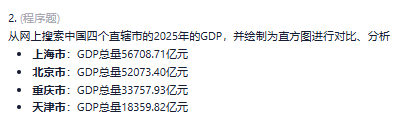 2. (程序题)
从网上搜索中国四个直辖市的2025年的GDP，并绘制为直方图进行对比、分析
• 上海市：GDP总量56708.71亿元
• 北京市：GDP总量52073.40亿元
• 重庆市：GDP总量33757.93亿元
• 天津市：GDP总量18359.82亿元